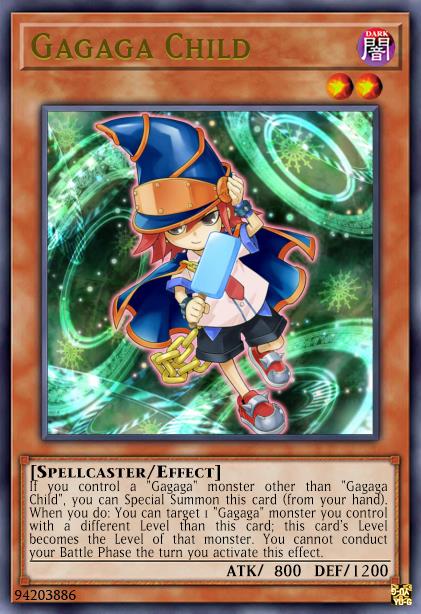 Gagaga Child
DARK
闇
[Spellcaster/Effect]
If you control a "Gagaga" monster other than "Gagaga
Child", you can Special Summon this card (from your hand).
When you do: You can target 1 "Gagaga" monster you control
with a different Level than this card; this card's Level
becomes the Level of that monster. You cannot conduct
your Battle Phase the turn you activate this effect.
ATK/ 800 DEF/1200
94203886